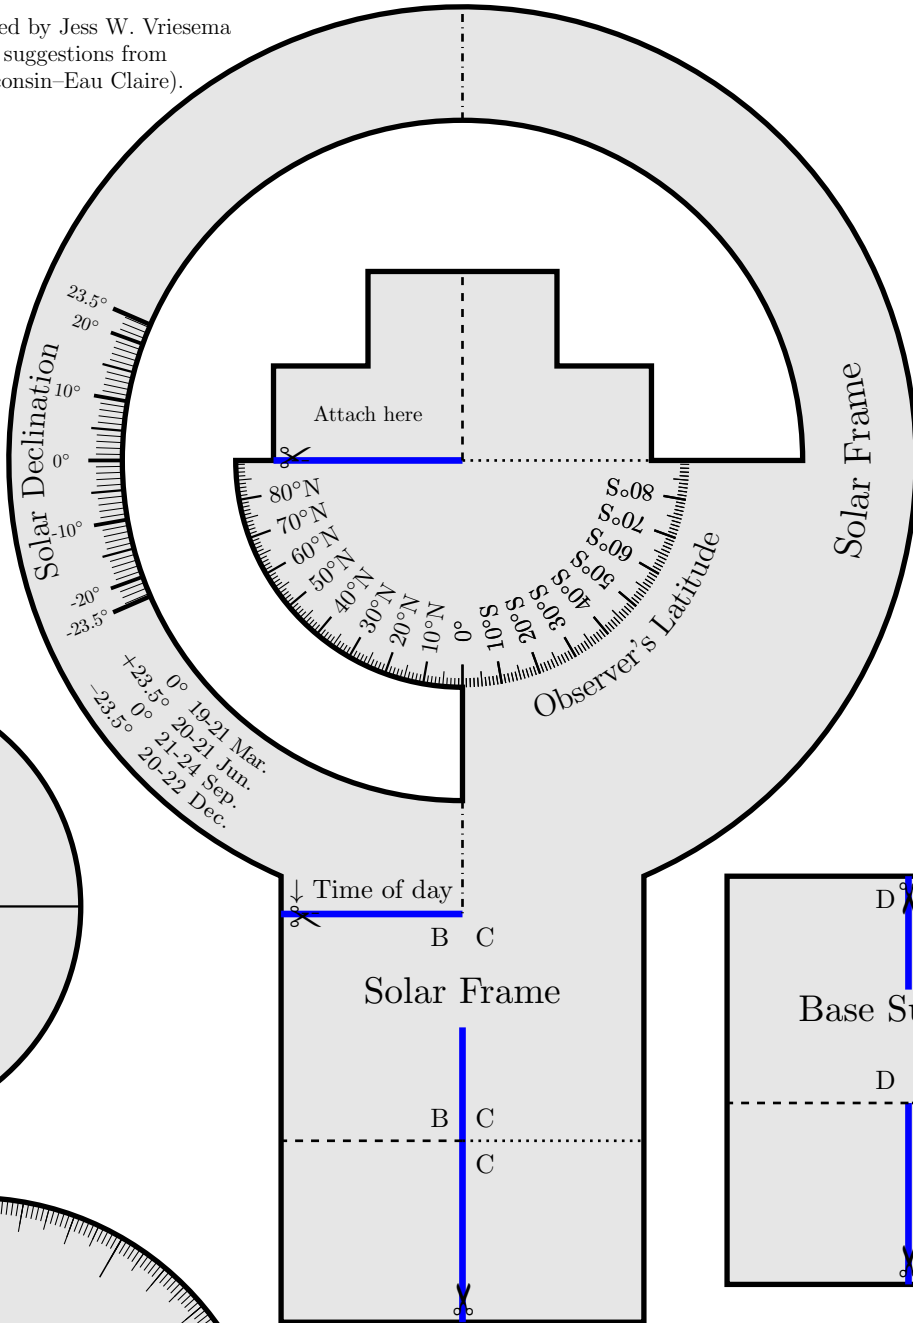 ed by Jess W. Vriesema
suggestions from
consin–Eau Claire).
Solar Declination
23.5°
20°
10°
0°
-10°
-20°
-23.5°
0° 19-21 Mar.
+23.5° 20-21 Jun.
0° 21-24 Sep.
−23.5° 20-22 Dec.
Attach here
80°N
70°N
60°N
50°N
40°N
30°N
20°N
10°N
0°
10°S
20°S
30°S
40°S
50°S
60°S
70°S
80°S
Observer's Latitude
Solar Frame
↓ Time of day
B C
Solar Frame
B C
C
D
Base Su
D